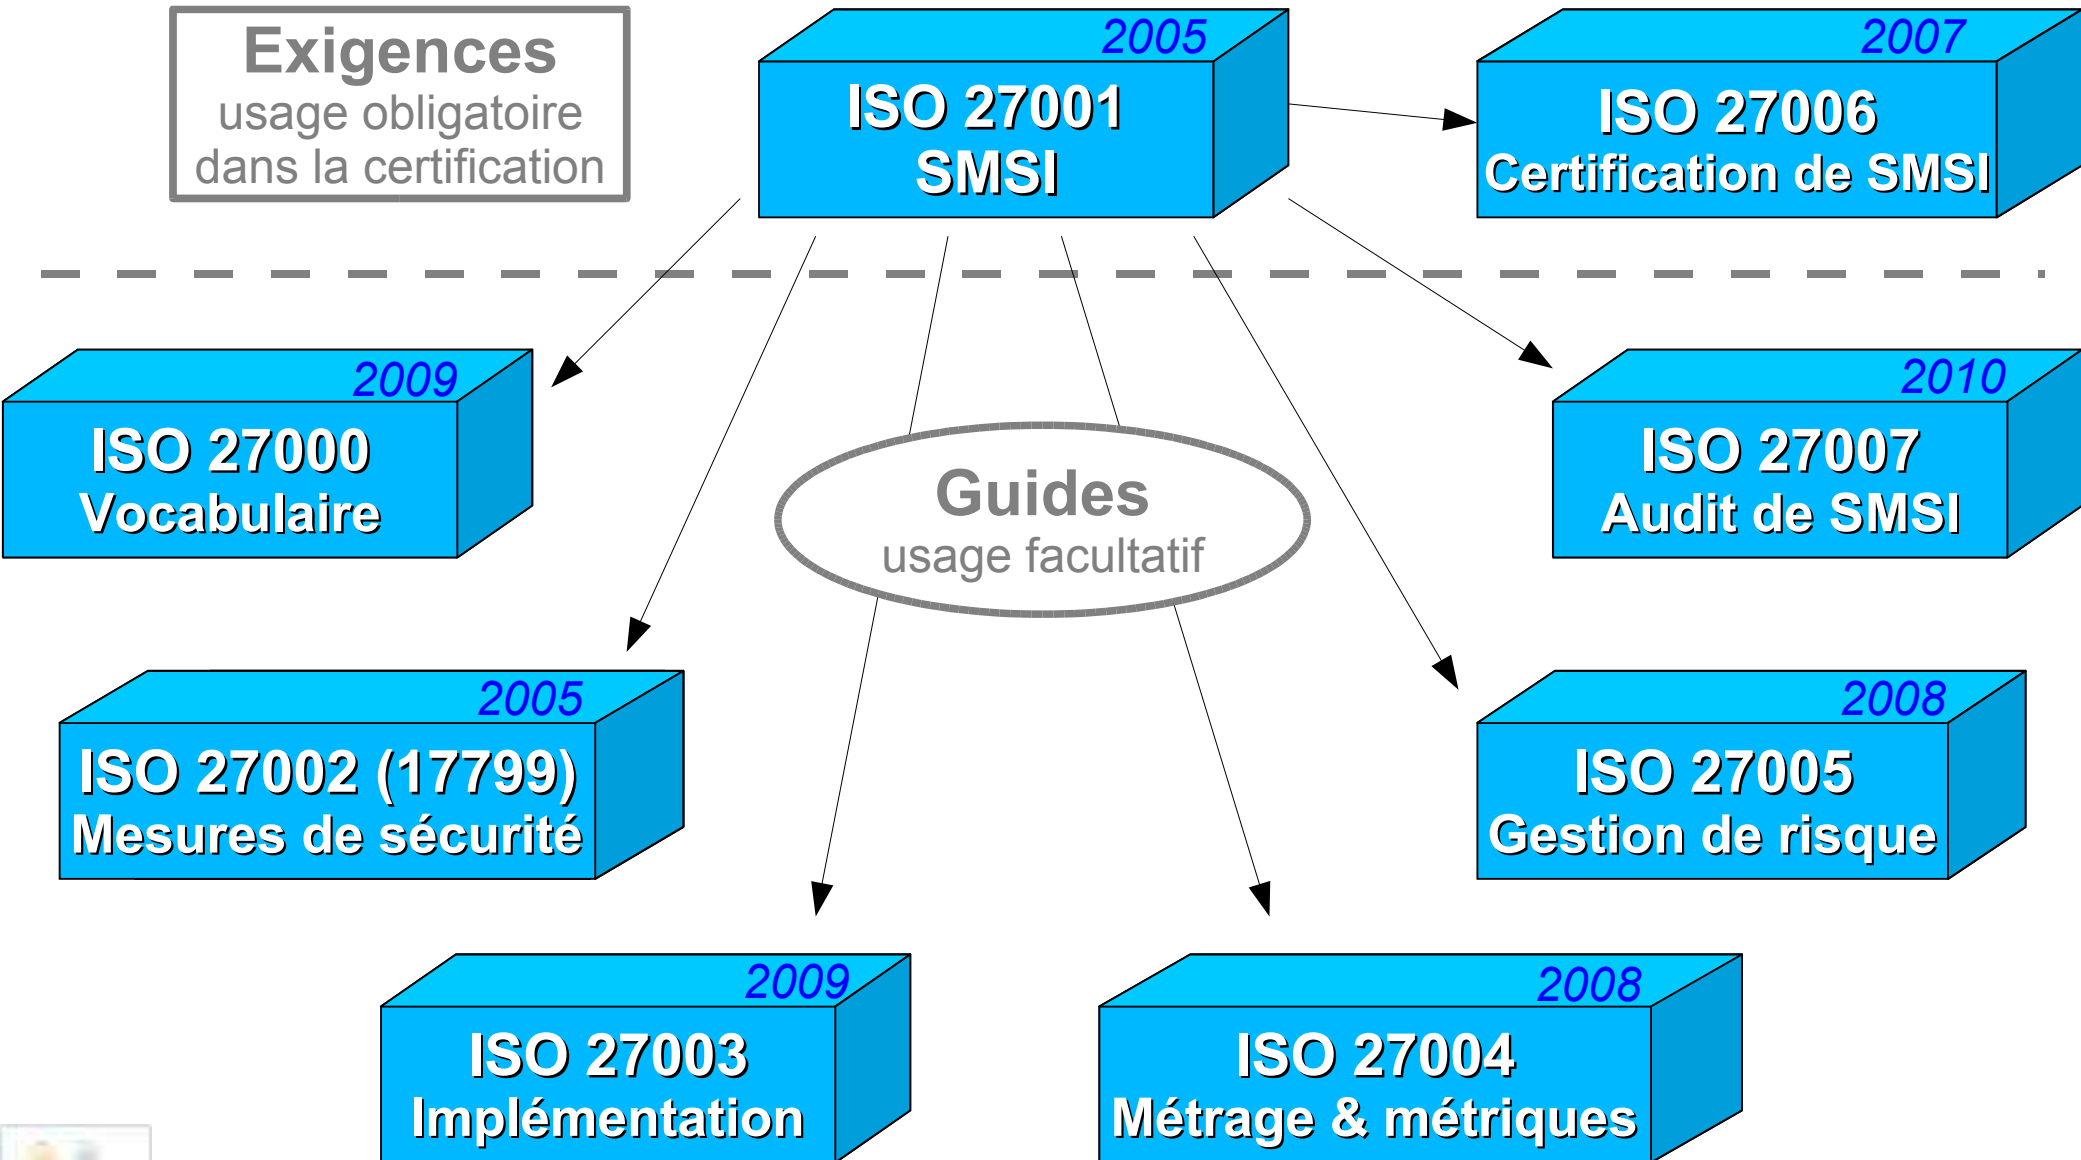 Exigences
usage obligatoire
dans la certification
2005
ISO 27001
SMSI
2007
ISO 27006
Certification de SMSI
2009
ISO 27000
Vocabulaire
Guides
usage facultatif
2010
ISO 27007
Audit de SMSI
2005
ISO 27002 (17799)
Mesures de sécurité
2008
ISO 27005
Gestion de risque
2009
ISO 27003
Implémentation
2008
ISO 27004
Métrage & métriques